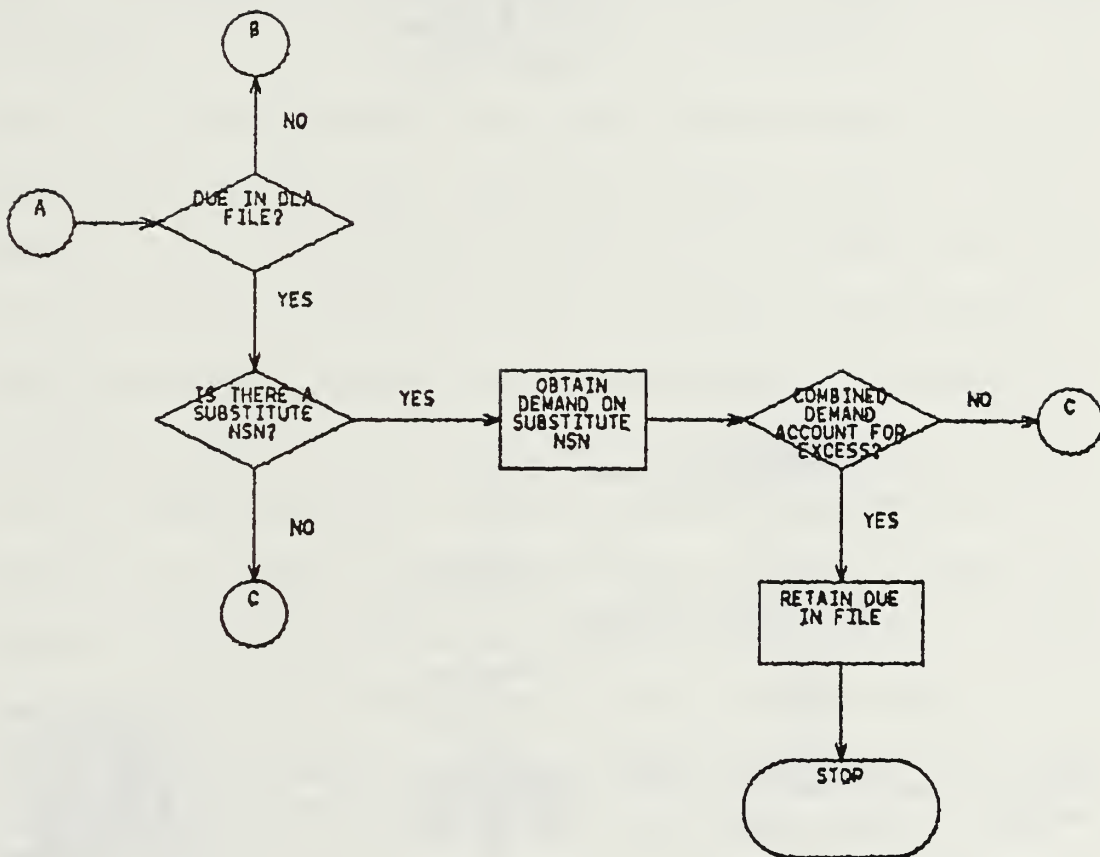 B
NO
A
DUE IN DLA
FILE?
YES
IS THERE A
SUBSTITUTE
NSN?
YES
OBTAIN
DEMAND ON
SUBSTITUTE
NSN
COMBINED
DEMAND
ACCOUNT FOR
EXCESS?
NO
C
NO
YES
C
RETAIN DUE
IN FILE
STOP